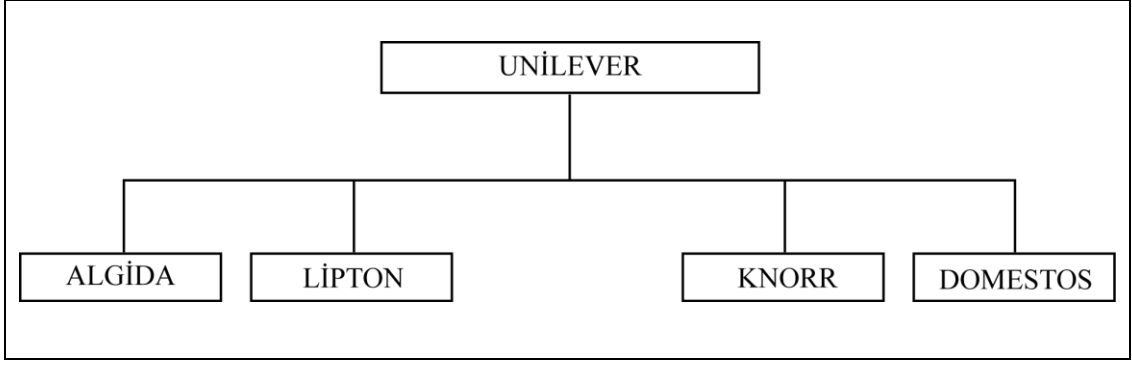 UNİLEVER
ALGİDA
LİPTON
KNORR
DOMESTOS